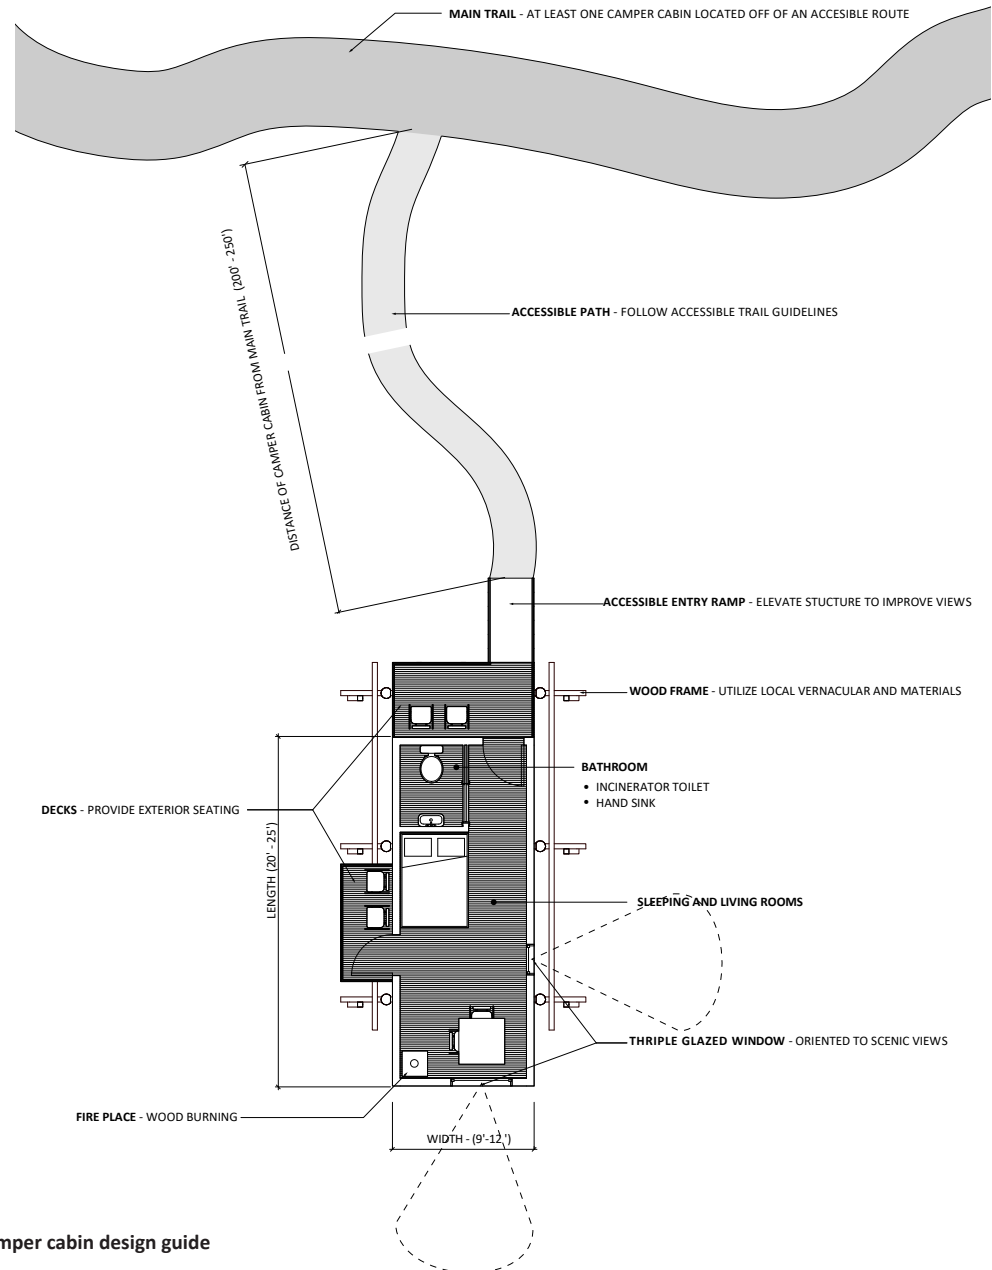 MAIN TRAIL - AT LEAST ONE CAMPER CABIN LOCATED OFF OF AN ACCESIBLE ROUTE
DISTANCE OF CAMPER CABIN FROM MAIN TRAIL (200' - 250')
ACCESSIBLE PATH - FOLLOW ACCESSIBLE TRAIL GUIDELINES
ACCESSIBLE ENTRY RAMP - ELEVATE STUCTURE TO IMPROVE VIEWS
WOOD FRAME - UTILIZE LOCAL VERNACULAR AND MATERIALS
BATHROOM
• INCINERATOR TOILET
• HAND SINK
DECKS - PROVIDE EXTERIOR SEATING
LENGTH (20' - 25')
SLEEPING AND LIVING ROOMS
THRIPLE GLAZED WINDOW - ORIENTED TO SCENIC VIEWS
FIRE PLACE - WOOD BURNING
WIDTH - (9'-12')
mper cabin design guide